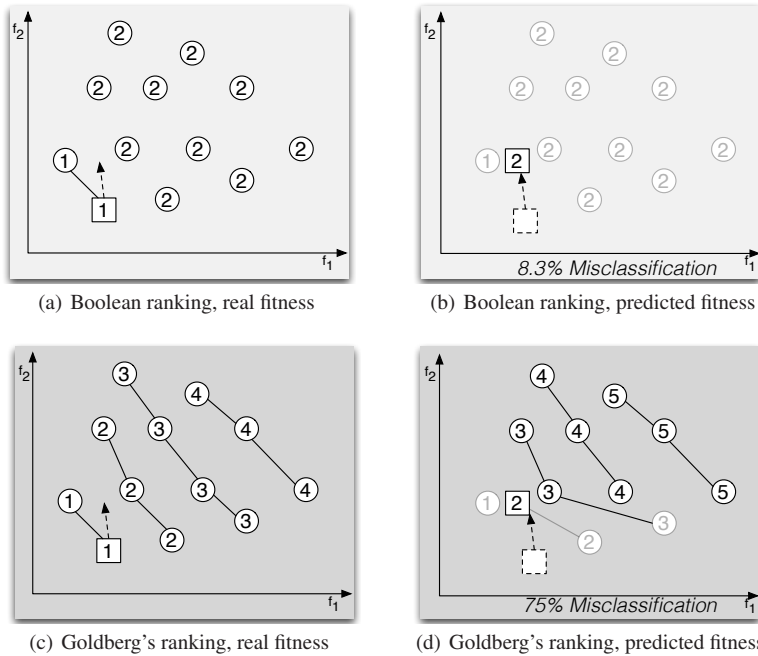 f2
2
2
2 2 2
2 2 2
1
2
2
1
f1
(a) Boolean ranking, real fitness
f2
2
2
2 2 2
2 2 2
1 2
2
2
f1
8.3% Misclassification
(b) Boolean ranking, predicted fitness
f2
3
4
2 3 4
2 3 4
1
3
2
1
f1
(c) Goldberg's ranking, real fitness
f2
4
5
3 4 5
3 4 5
1 2
3
2
f1
75% Misclassification
(d) Goldberg's ranking, predicted fitness